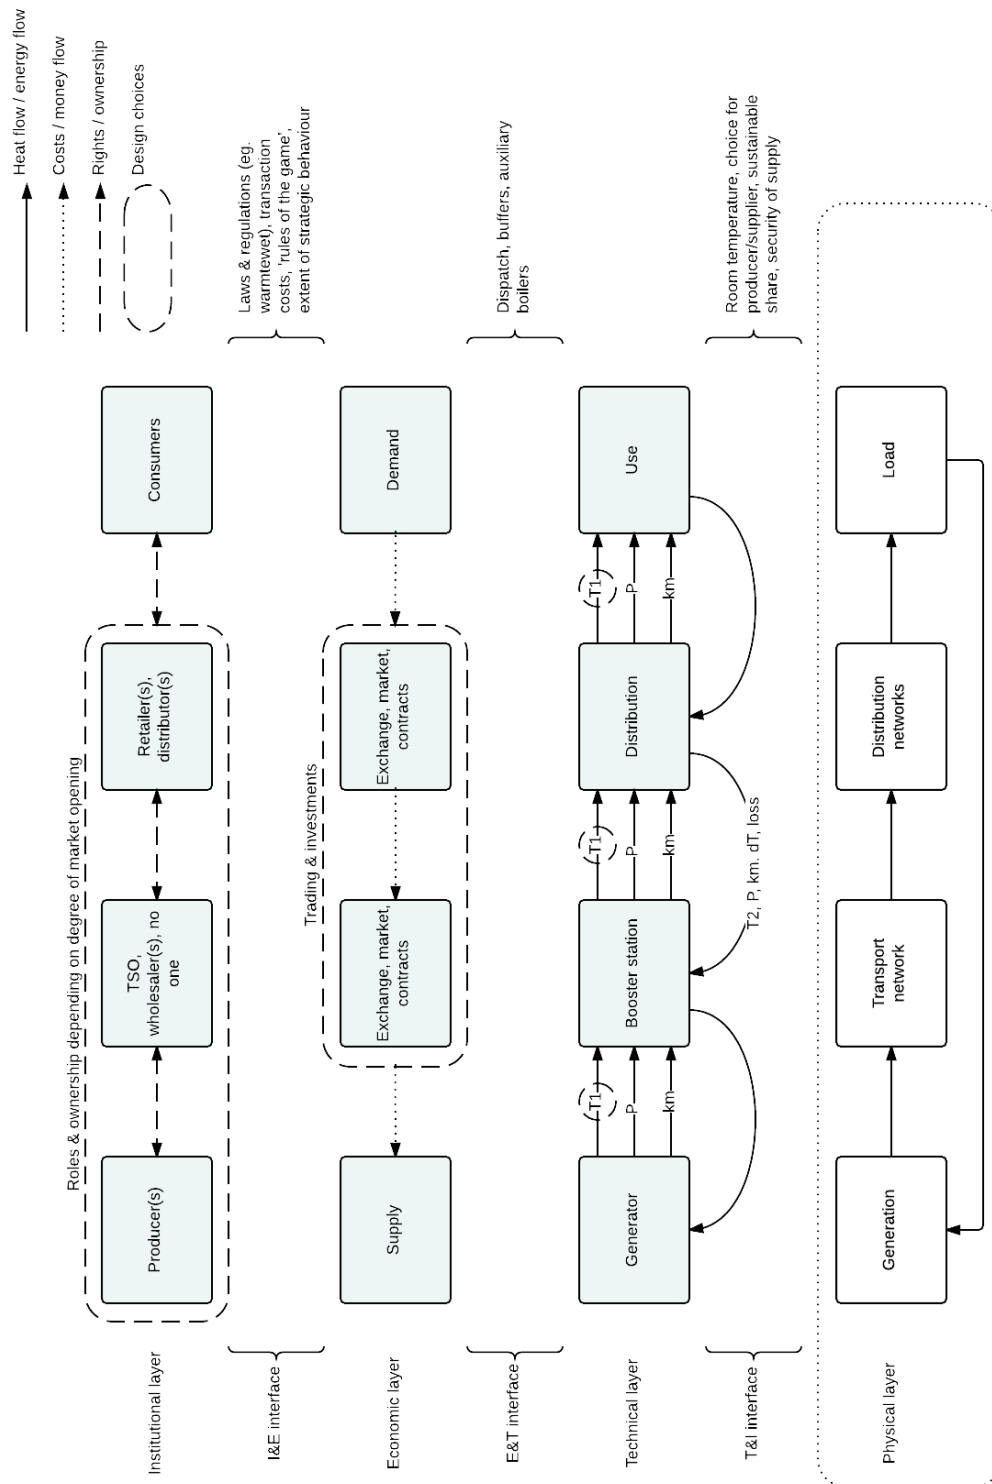 Heat flow / energy flow
Costs / money flow
Rights / ownership
Design choices
Roles & ownership depending on degree of market opening
Institutional layer
Producer(s)
TSO,
wholesaler(s), no
one
Retailer(s),
distributor(s)
Consumers
I&E interface
Laws & regulations (eg.
warmtewet), transaction
costs, 'rules of the game',
extent of strategic behaviour
Trading & investments
Economic layer
Supply
Exchange, market,
contracts
Exchange, market,
contracts
Demand
E&T interface
Dispatch, buffers, auxiliary
boilers
Technical layer
Generator
T1
P
km
Booster station
T1
P
km
Distribution
T1
P
km
Use
T2, P, km. dT, loss
T&I interface
Room temperature, choice for
producer/supplier, sustainable
share, security of supply
Physical layer
Generation
Transport
network
Distribution
networks
Load